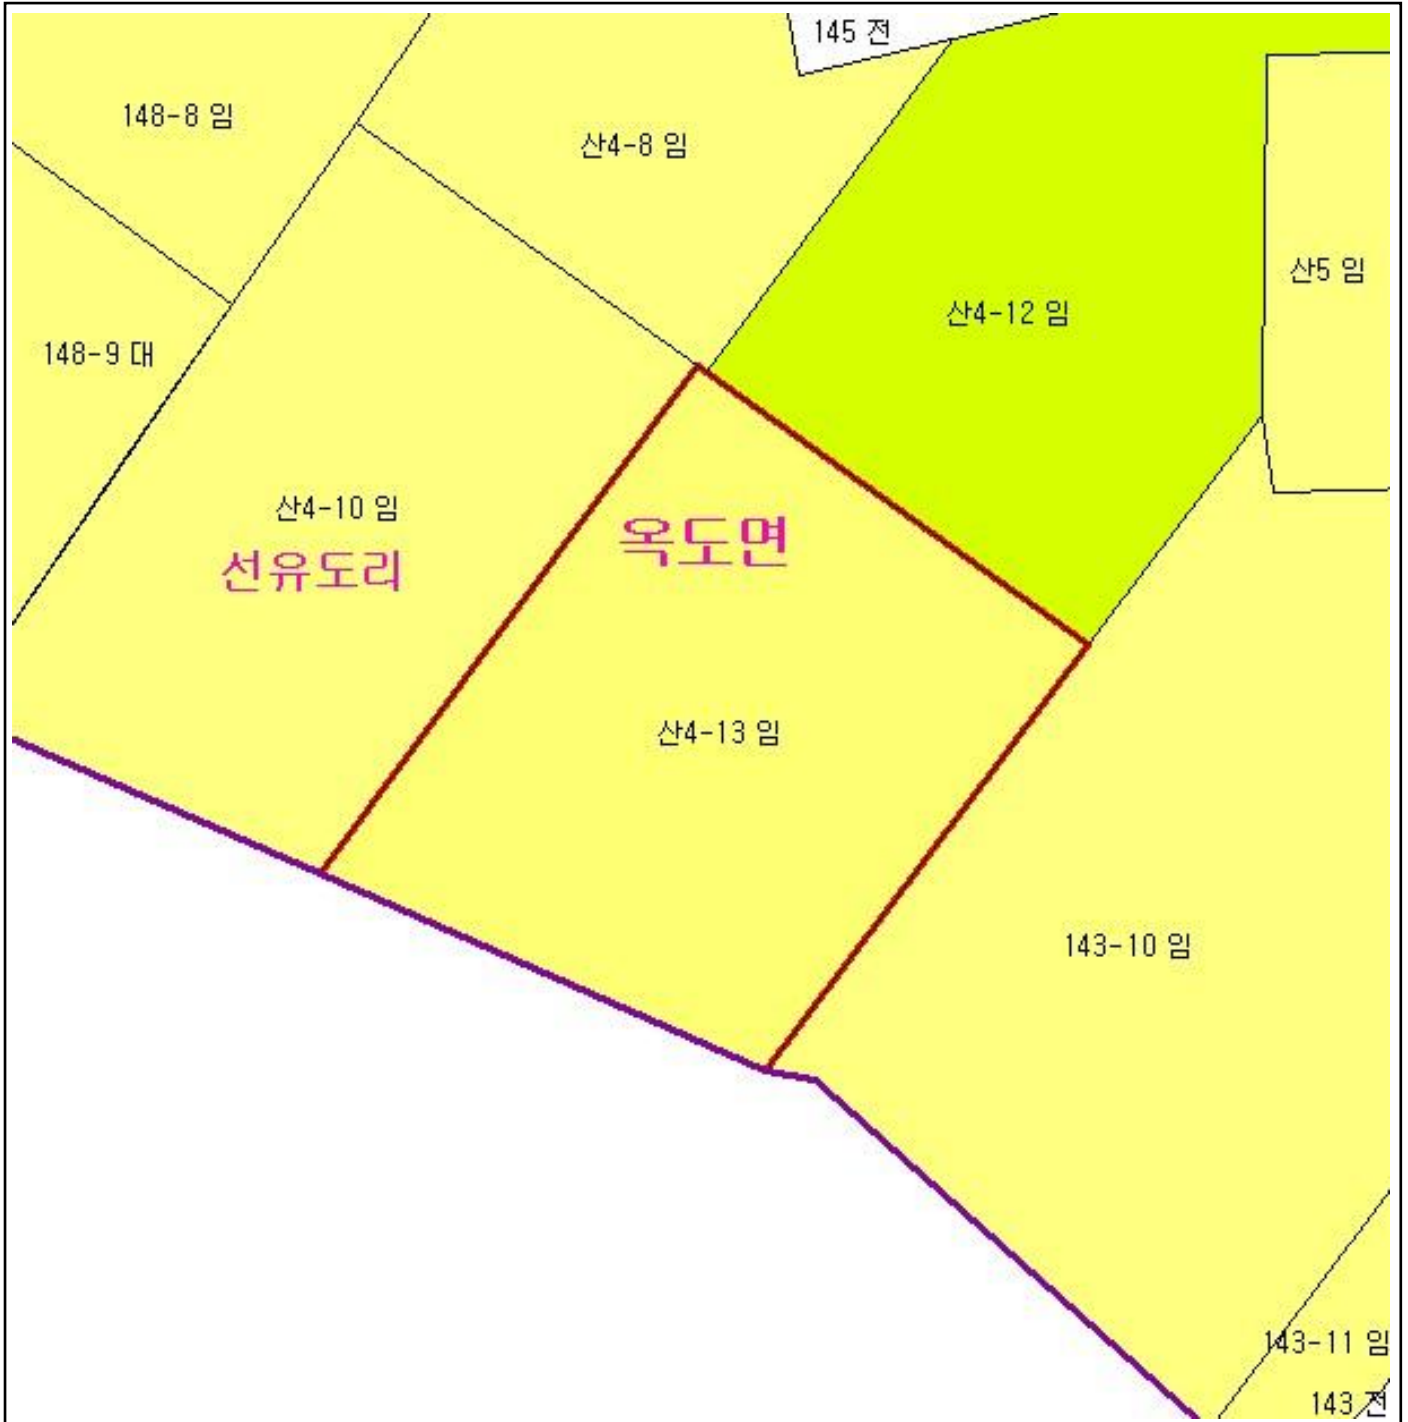 145 전
148-8 임
산4-8 임
산5 임
산4-12 임
148-9 대
산4-10 임
옥도면
선유도리
산4-13 임
143-10 임
143-11 임
143 전